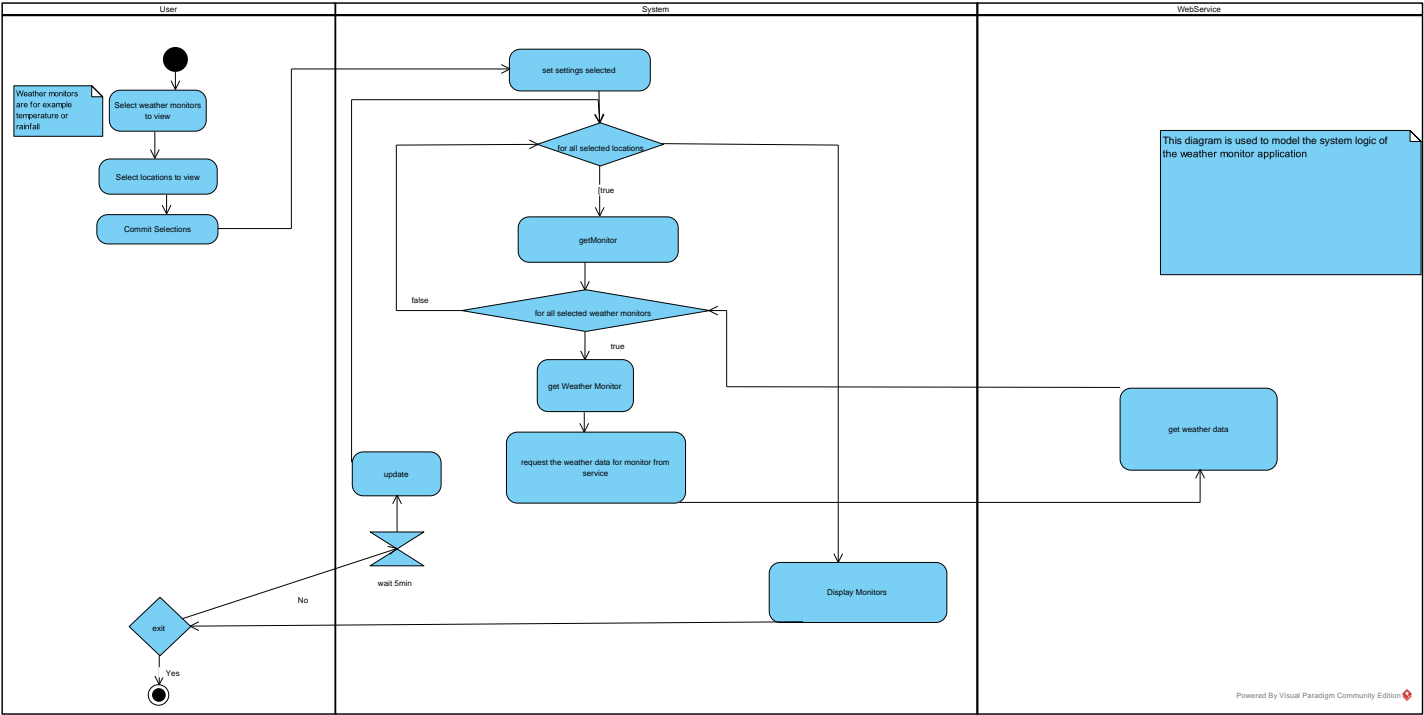 User
System
WebService
Weather monitors
are for example
temperature or
rainfall
Select weather monitors
to view
Select locations to view
Commit Selections
set settings selected
for all selected locations
[true
getMonitor
false
for all selected weather monitors
true
get Weather Monitor
request the weather data for monitor from
service
update
wait 5min
No
exit
Yes
Display Monitors
This diagram is used to model the system logic of
the weather monitor application
get weather data
Powered By Visual Paradigm Community Edition